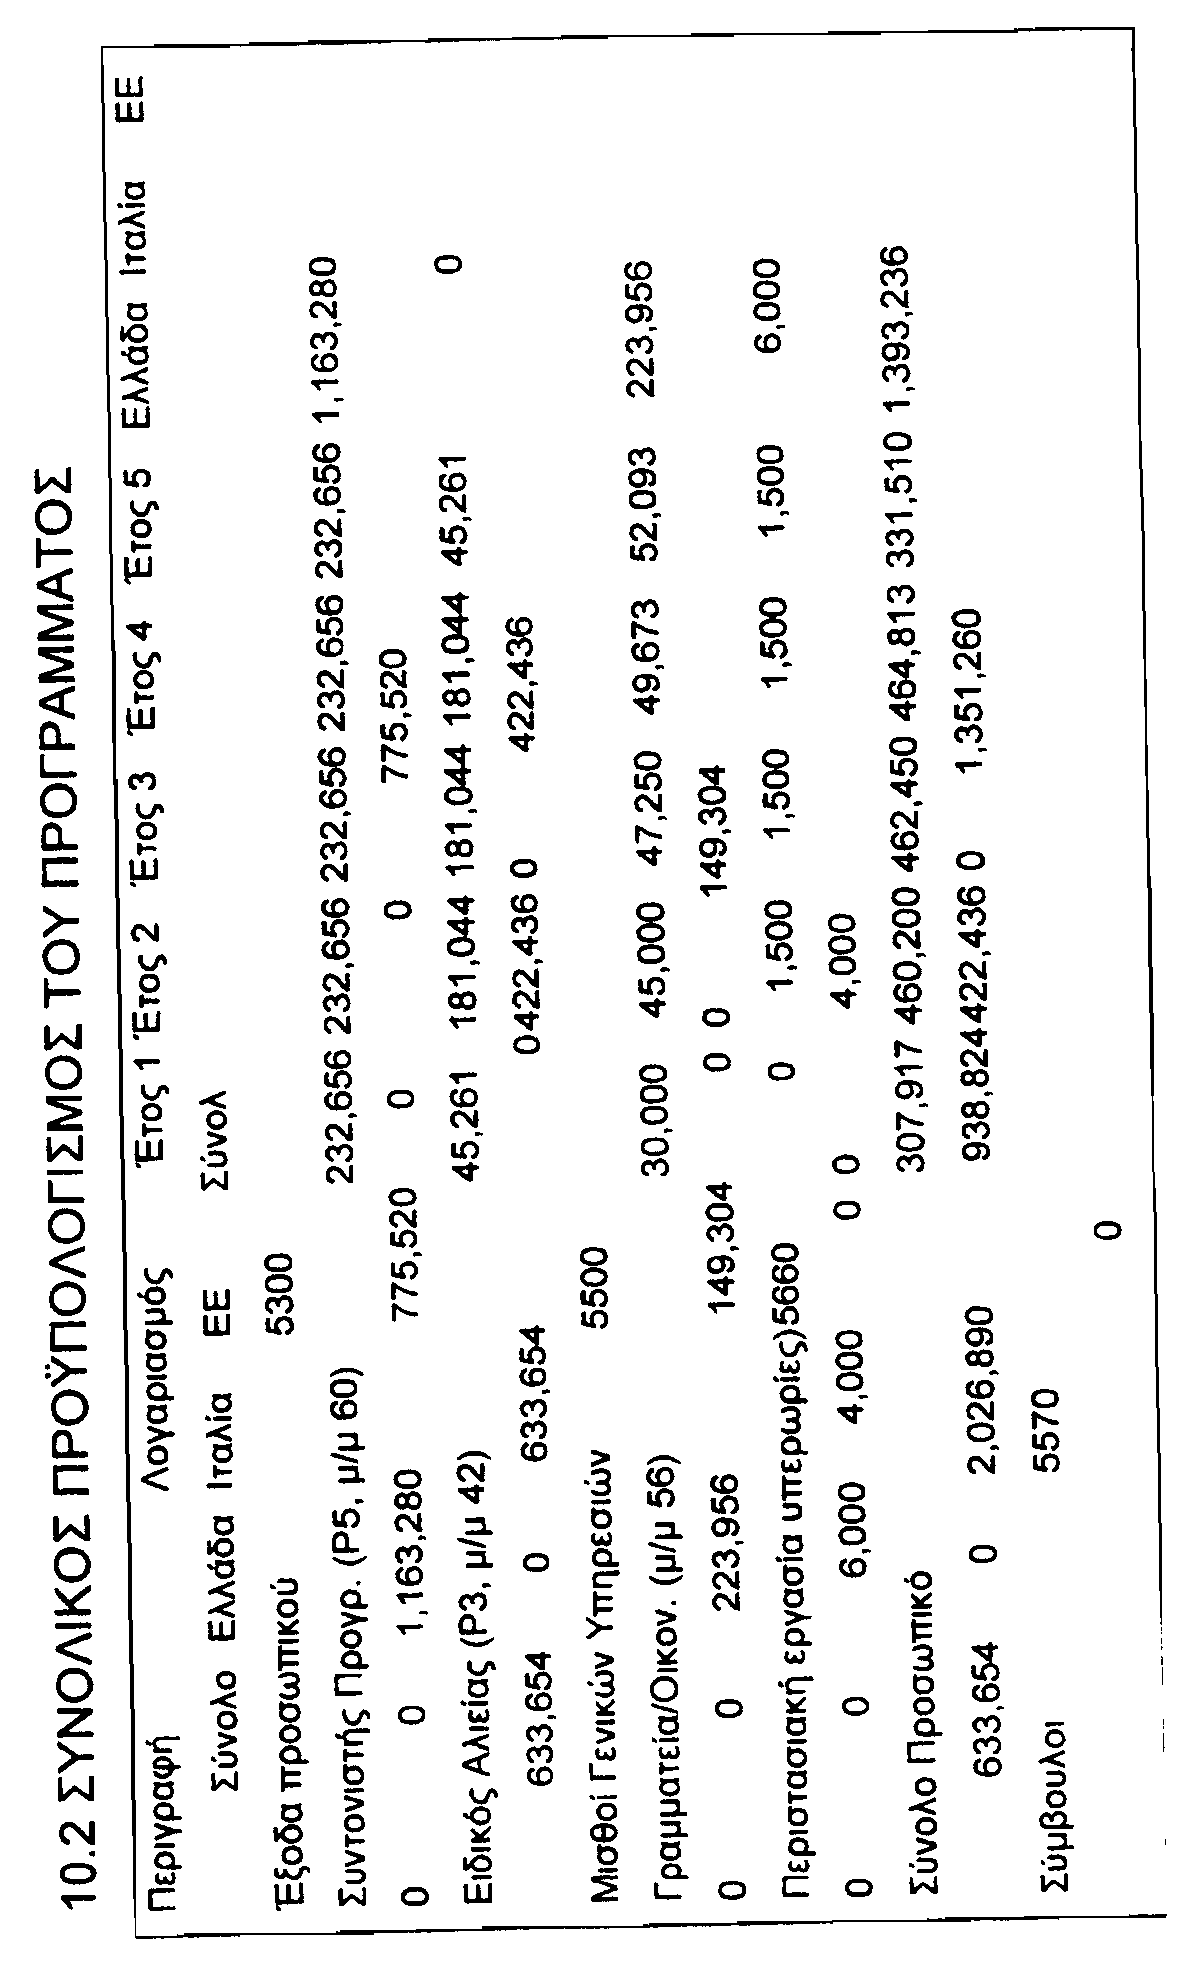 10.2 ΣΥΝΟΛΙΚΟΣ ΠΡΟΫΠΟΛΟΓΙΣΜΟΣ ΤΟΥ ΠΡΟΓΡΑΜΜΑΤΟΣ
Περιγραφή Λογαριασμός Έτος 1 Έτος 2 Έτος 3 Έτος 4 Έτος 5 Ελλάδα Ιταλία ΕΕ
Σύνολο Ελλάδα Ιταλία ΕΕ Σύνολ
Έξοδα προσωπικού 5300
Συντονιστής Προγρ. (P5, μ/μ 60) 232,656 232,656 232,656 232,656 232,656 1,163,280
0 0 1,163,280 775,520 0 0 775,520
Ειδικός Αλιείας (P3, μ/μ 42) 45,261 181,044 181,044 181,044 45,261 0
633,654 0 633,654 0422,436 0 422,436
Μισθοί Γενικών Υπηρεσιών 5500
Γραμματεία/Οικον. (μ/μ 56) 30,000 45,000 47,250 49,673 52,093 223,956
0 0 223,956 149,304 0 0 149,304
Περιστασιακή εργασία υπερωρίες)5660 0 1,500 1,500 1,500 1,500 6,000
0 0 6,000 4,000 0 0 4,000
Σύνολο Προσωπικό 307,917 460,200 462,450 464,813 331,510 1,393,236
633,654 0 2,026,890 938,824422,436 0 1,351,260
Σύμβουλοι 5570
0